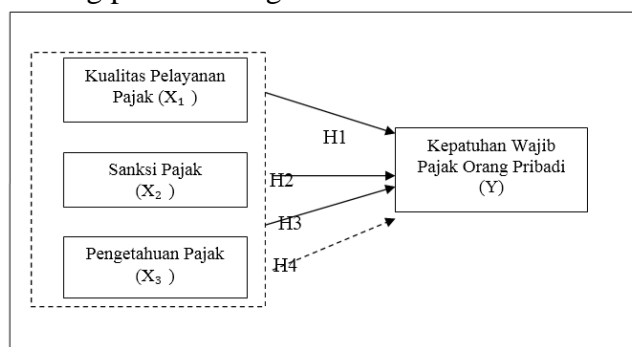 Kualitas Pelayanan
Pajak (X₁ )
H1
Kepatuhan Wajib
Pajak Orang Pribadi
(Y)
Sanksi Pajak
(X₂ )
H2
H3
Pengetahuan Pajak
(X₃ )
H4